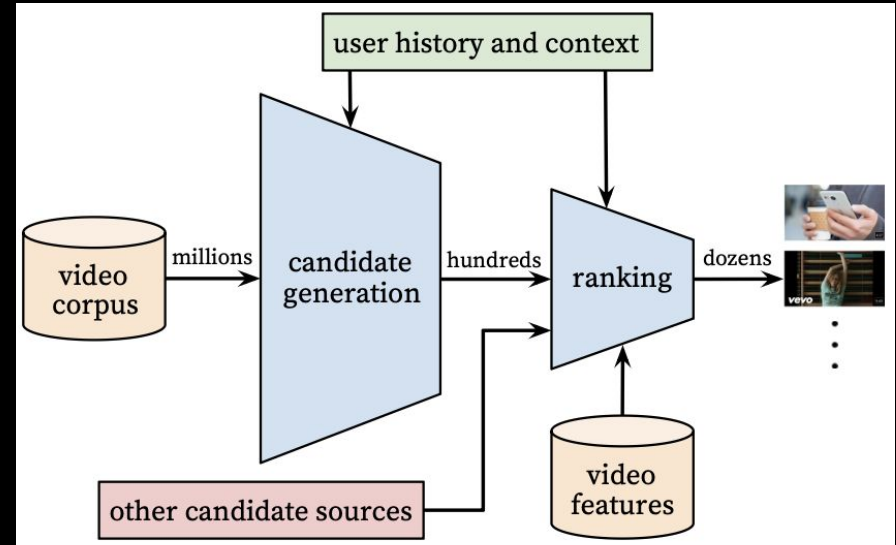 user history and context
video
corpus
millions
candidate
generation
hundreds
ranking
dozens
vevo
other candidate sources
video
features